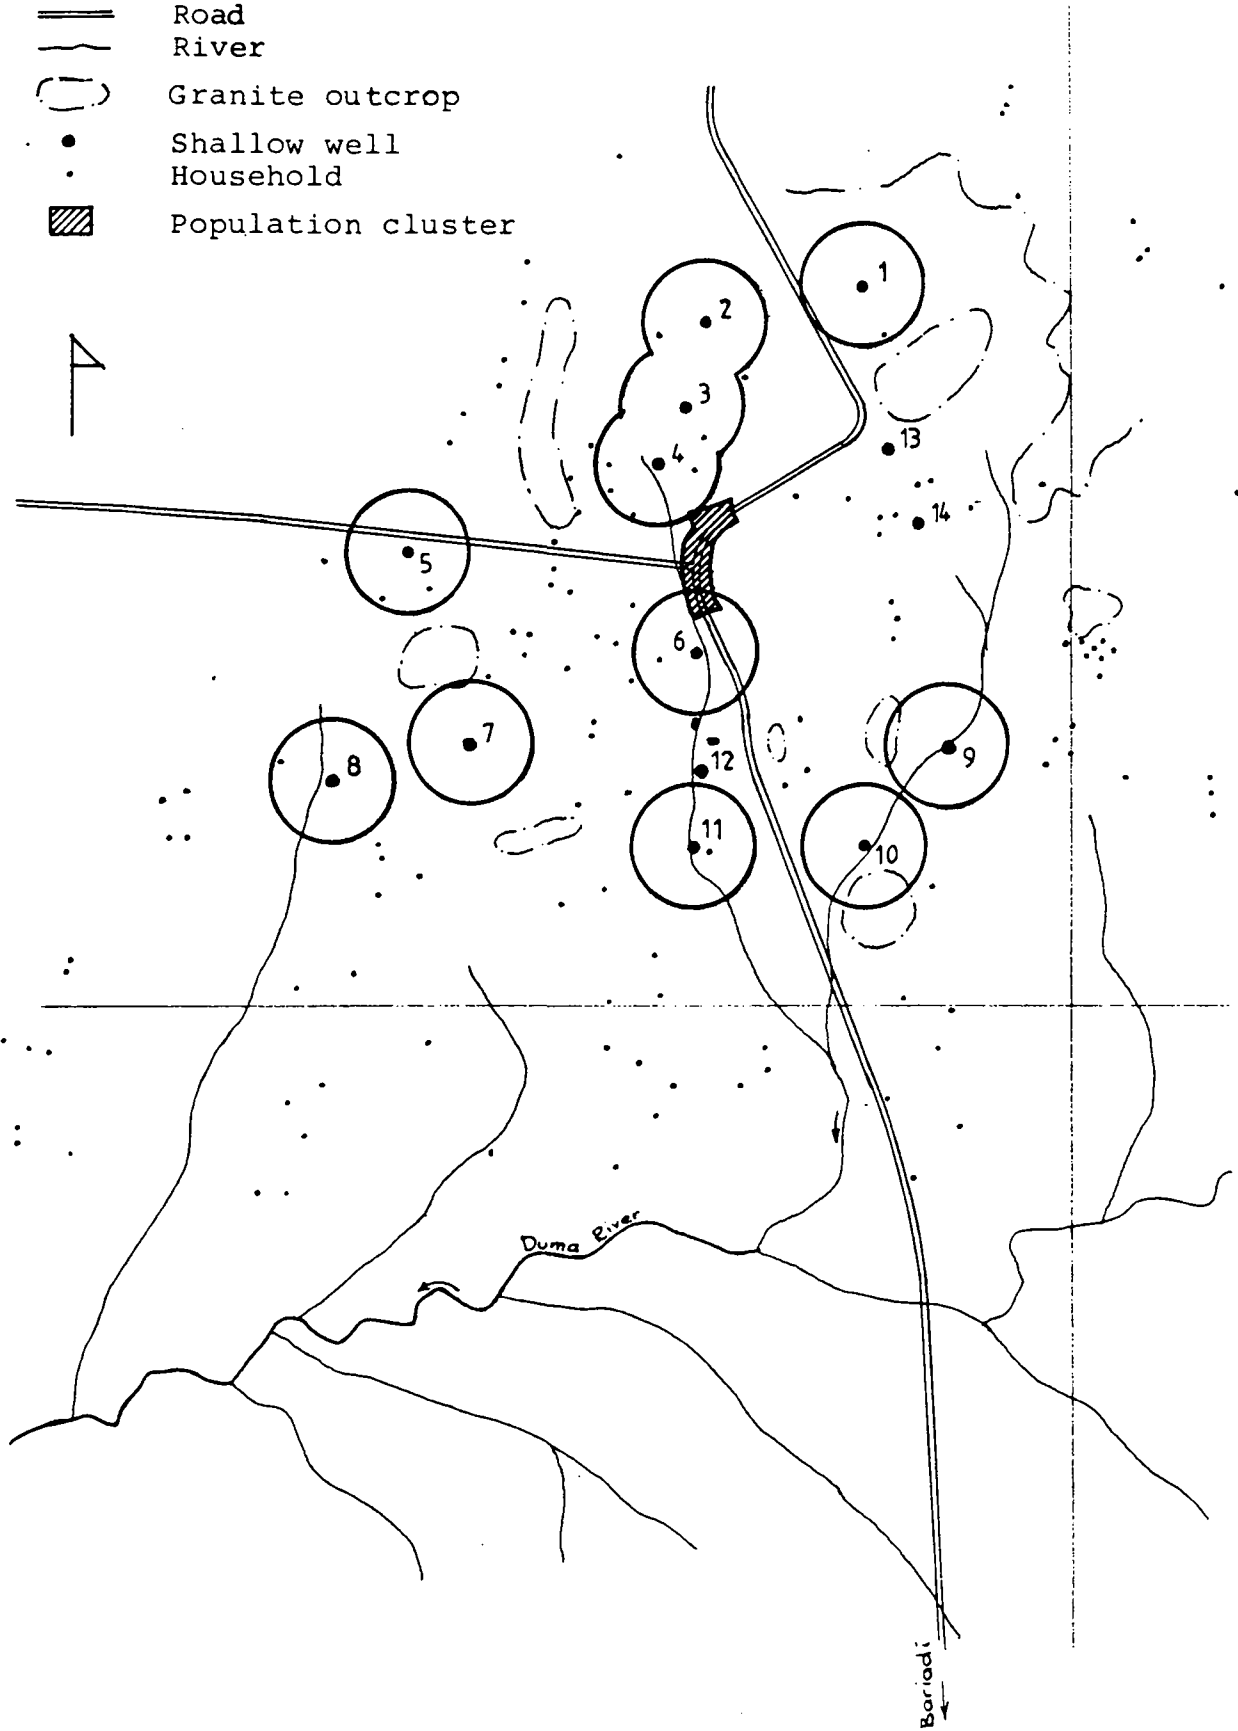 Road
River
Granite outcrop
Shallow well
Household
Population cluster
1
2
3
4
13
14
5
6
7
8
9
12
11
10
Duma River
Bariadi